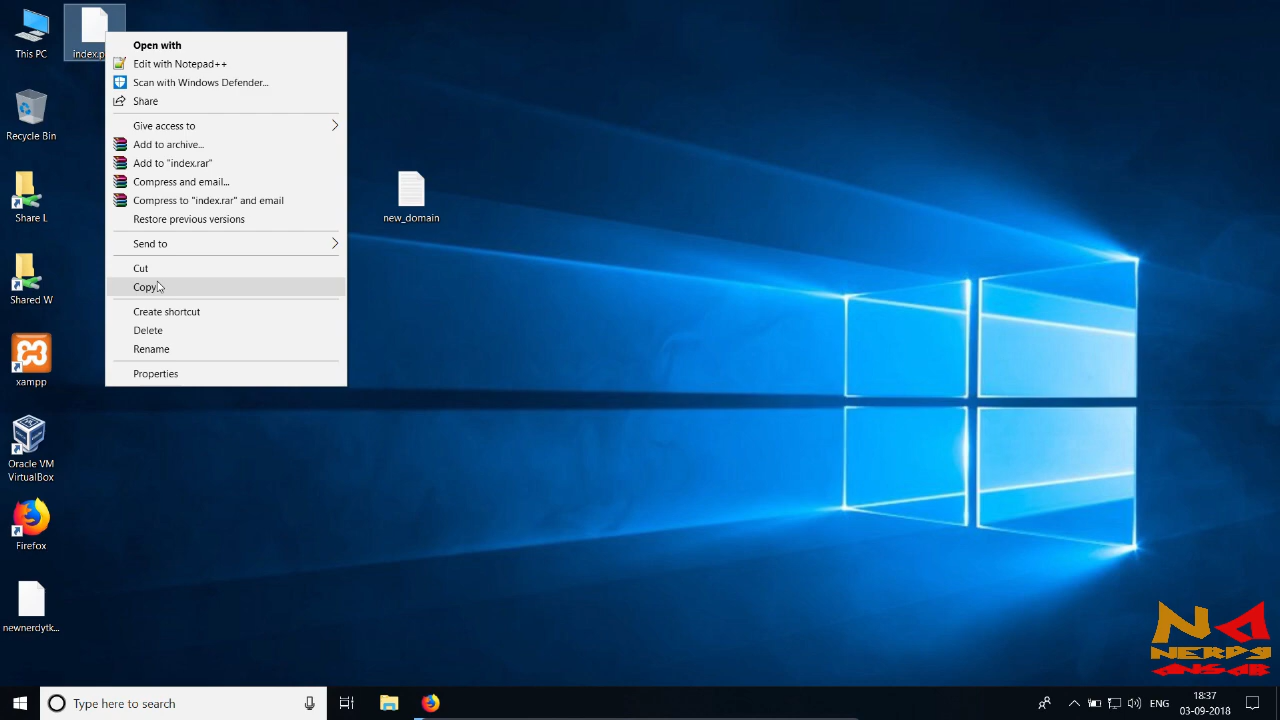 This PC
index.p
Open with
Edit with Notepad++
Scan with Windows Defender...
Share
Give access to
Add to archive...
Add to "index.rar"
Compress and email...
Compress to "index.rar" and email
Restore previous versions
Send to
Cut
Copy
Create shortcut
Delete
Rename
Properties
Recycle Bin
Share L
Shared W
xampp
Oracle VM
VirtualBox
Firefox
newnerdytk...
new_domain
NA
NERDY
ANSAB
Type here to search
ENG
18:37
03-09-2018